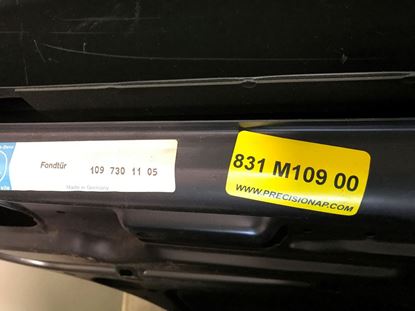 Fondtür
109 730 11 05
Made in Germany
831 M109 00
WWW.PRECISIONAP.COM